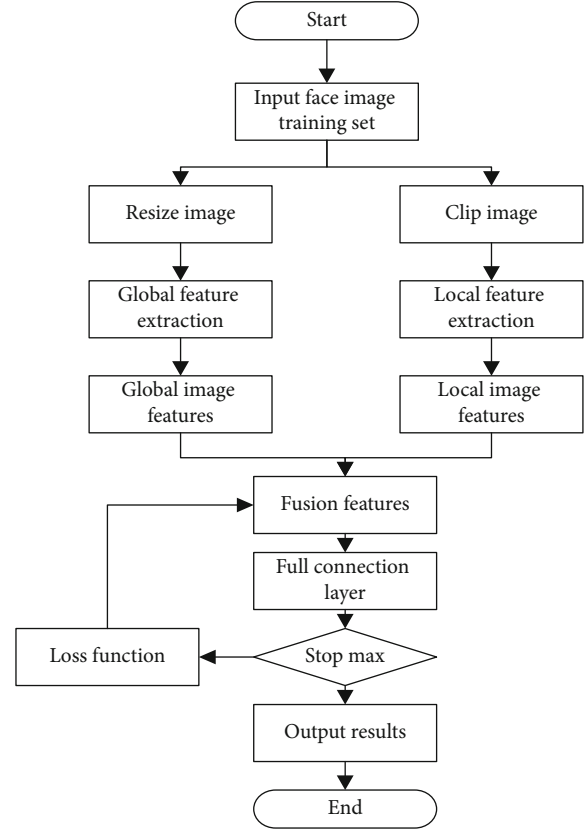 Start
Input face image
training set
Resize image
Clip image
Global feature
extraction
Local feature
extraction
Global image
features
Local image
features
Fusion features
Full connection
layer
Loss function
Stop max
Output results
End